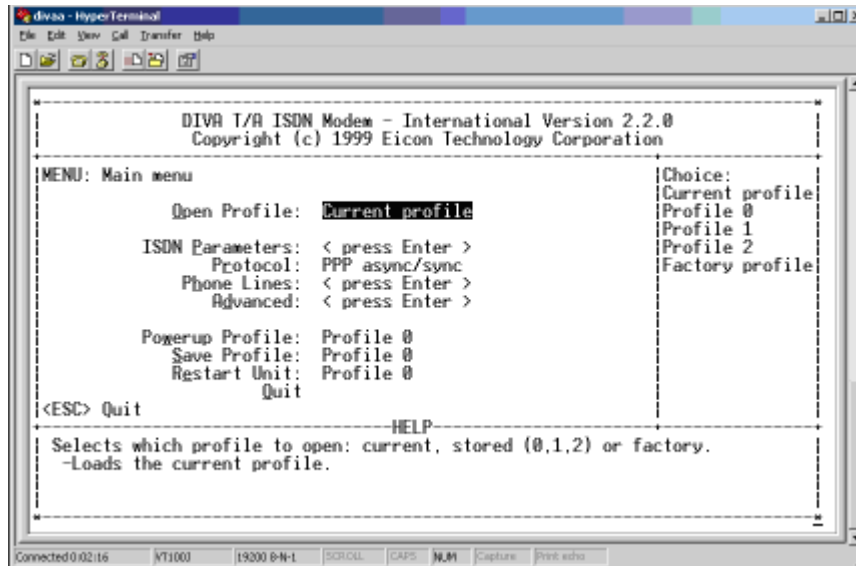 divaa - HyperTerminal
File Edit View Call Transfer Help
DIVA T/A ISDN Modem - International Version 2.2.0
Copyright (c) 1999 Eicon Technology Corporation
MENU: Main menu
Open Profile: Current profile
ISDN Parameters: < press Enter >
Protocol: PPP async/sync
Phone Lines: < press Enter >
Advanced: < press Enter >
Powerup Profile: Profile 0
Save Profile: Profile 0
Restart Unit: Profile 0
Quit
<ESC> Quit
Choice:
Current profile
Profile 0
Profile 1
Profile 2
Factory profile
HELP
Selects which profile to open: current, stored (0,1,2) or factory.
-Loads the current profile.
Connected 0:02:16 VT100J 19200 8-N-1 SCROLL CAPS NUM Capture Print echo